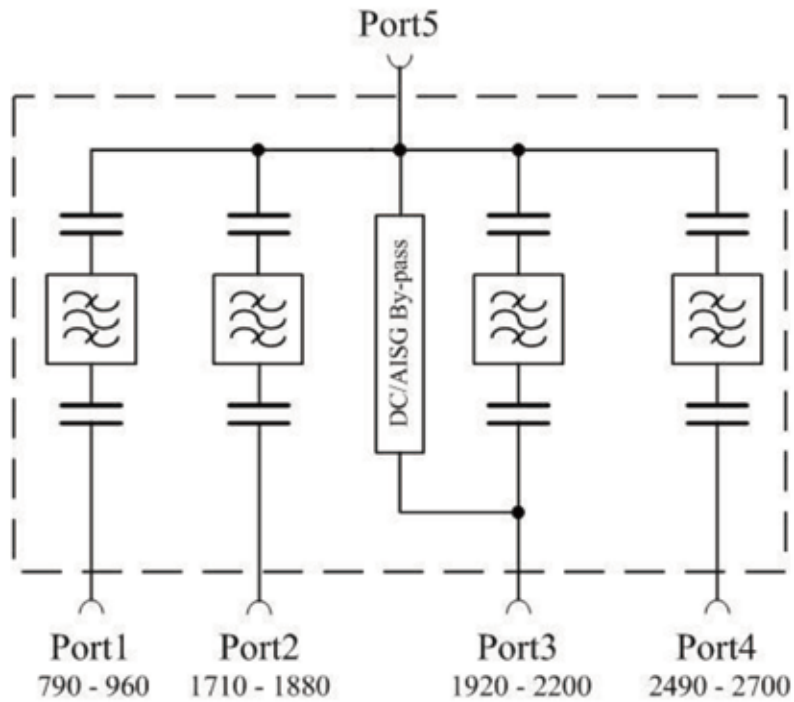 Port5
DC/AISG By-pass
Port1
790 - 960
Port2
1710 - 1880
Port3
1920 - 2200
Port4
2490 - 2700